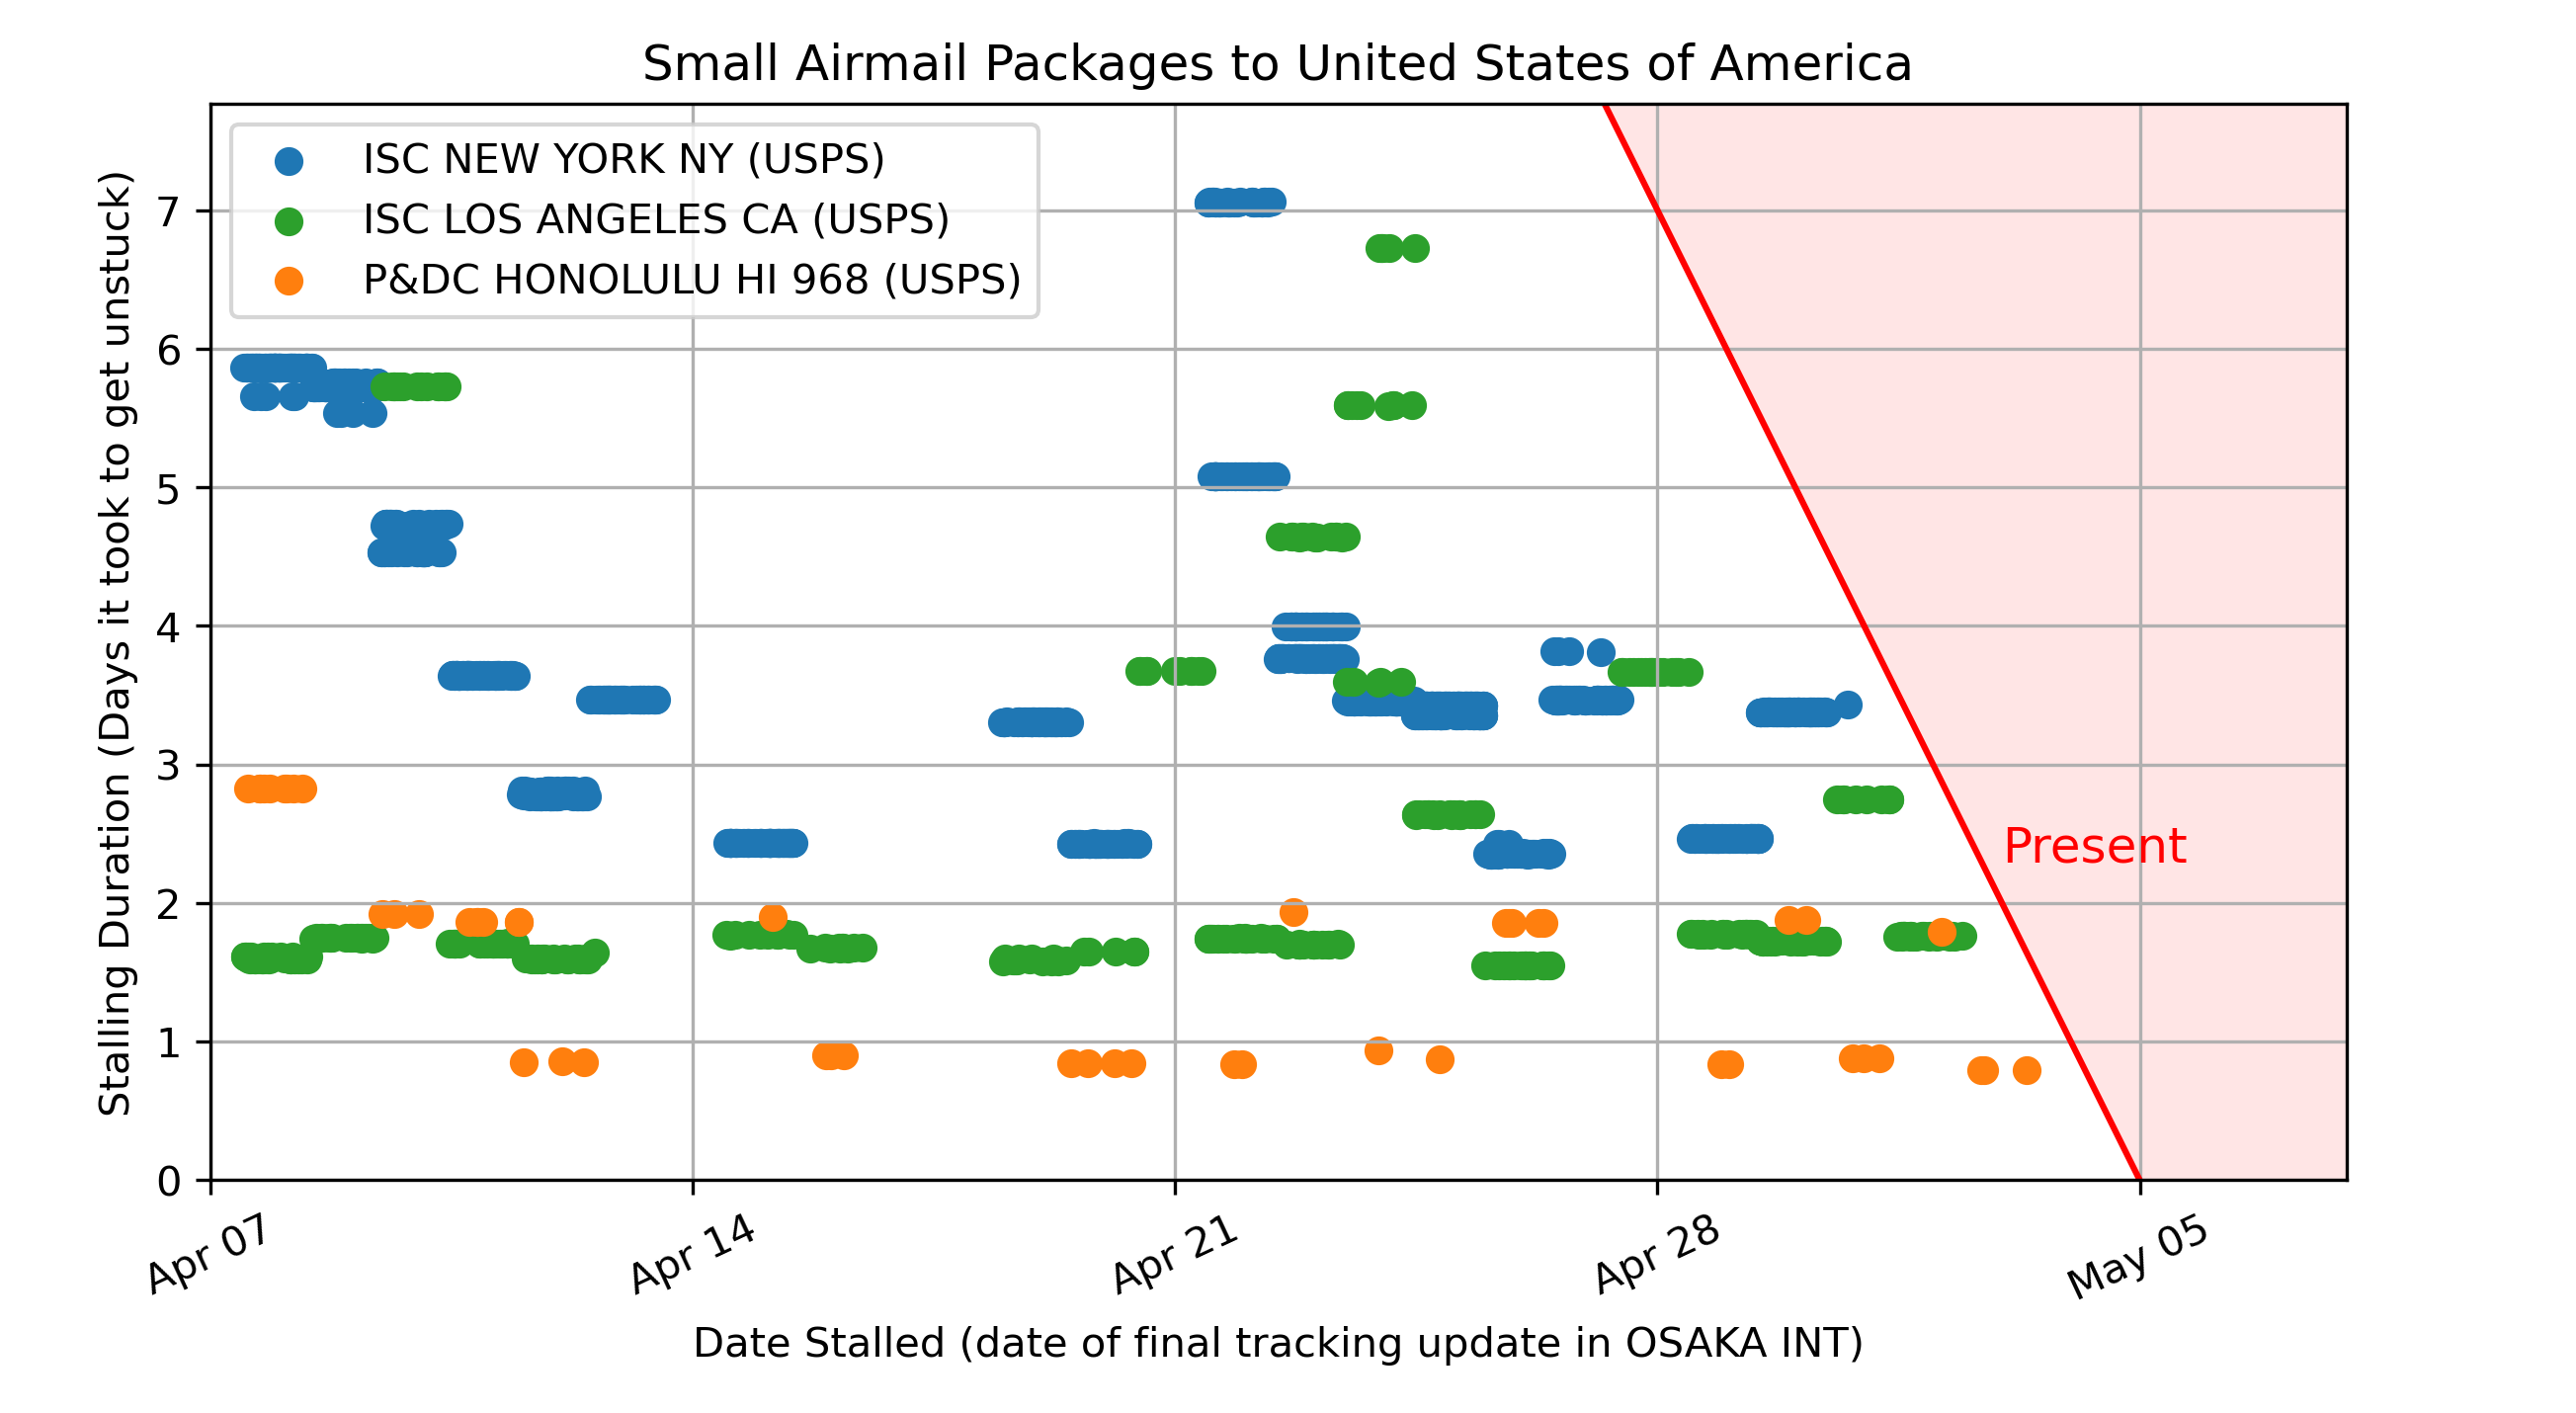 Small Airmail Packages to United States of America
ISC NEW YORK NY (USPS)
ISC LOS ANGELES CA (USPS)
P&DC HONOLULU HI 968 (USPS)
Stalling Duration (Days it took to get unstuck)
7
6
5
4
3
2
1
0
Present
Apr 07
Apr 14
Apr 21
Apr 28
May 05
Date Stalled (date of final tracking update in OSAKA INT)